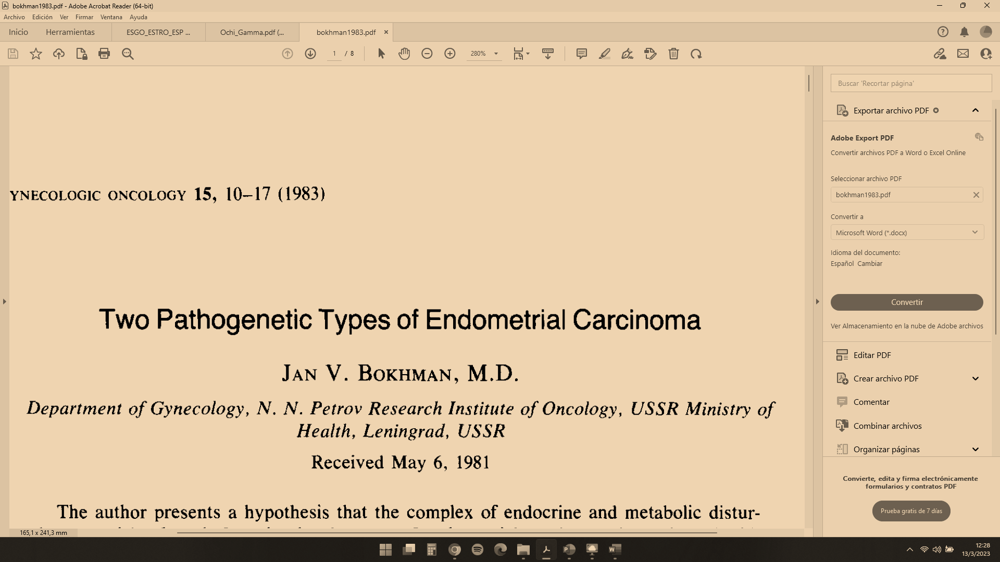 bokhman1983.pdf - Adobe Acrobat Reader (64-bit)
Archivo Edición Ver Firmar Ventana Ayuda
Inicio Herramientas ESGO_ESTRO_ESP ... Ochi_Gamma.pdf (... bokhman1983.pdf ×
1 / 8 280%
YNECOLOGIC ONCOLOGY 15, 10–17 (1983)
Two Pathogenetic Types of Endometrial Carcinoma
JAN V. BOKHMAN, M.D.
Department of Gynecology, N. N. Petrov Research Institute of Oncology, USSR Ministry of
Health, Leningrad, USSR
Received May 6, 1981
The author presents a hypothesis that the complex of endocrine and metabolic distur-
165,1 x 241,3 mm
Buscar 'Recortar página'
Exportar archivo PDF
Adobe Export PDF
Convertir archivos PDF a Word o Excel Online
Seleccionar archivo PDF
bokhman1983.pdf
Convertir a
Microsoft Word (*.docx)
Idioma del documento:
Español Cambiar
Convertir
Ver Almacenamiento en la nube de Adobe archivos
Editar PDF
Crear archivo PDF
Comentar
Combinar archivos
Organizar páginas
Convierte, edita y firma electrónicamente
formularios y contratos PDF
Prueba gratis de 7 días
12:28
13/3/2023